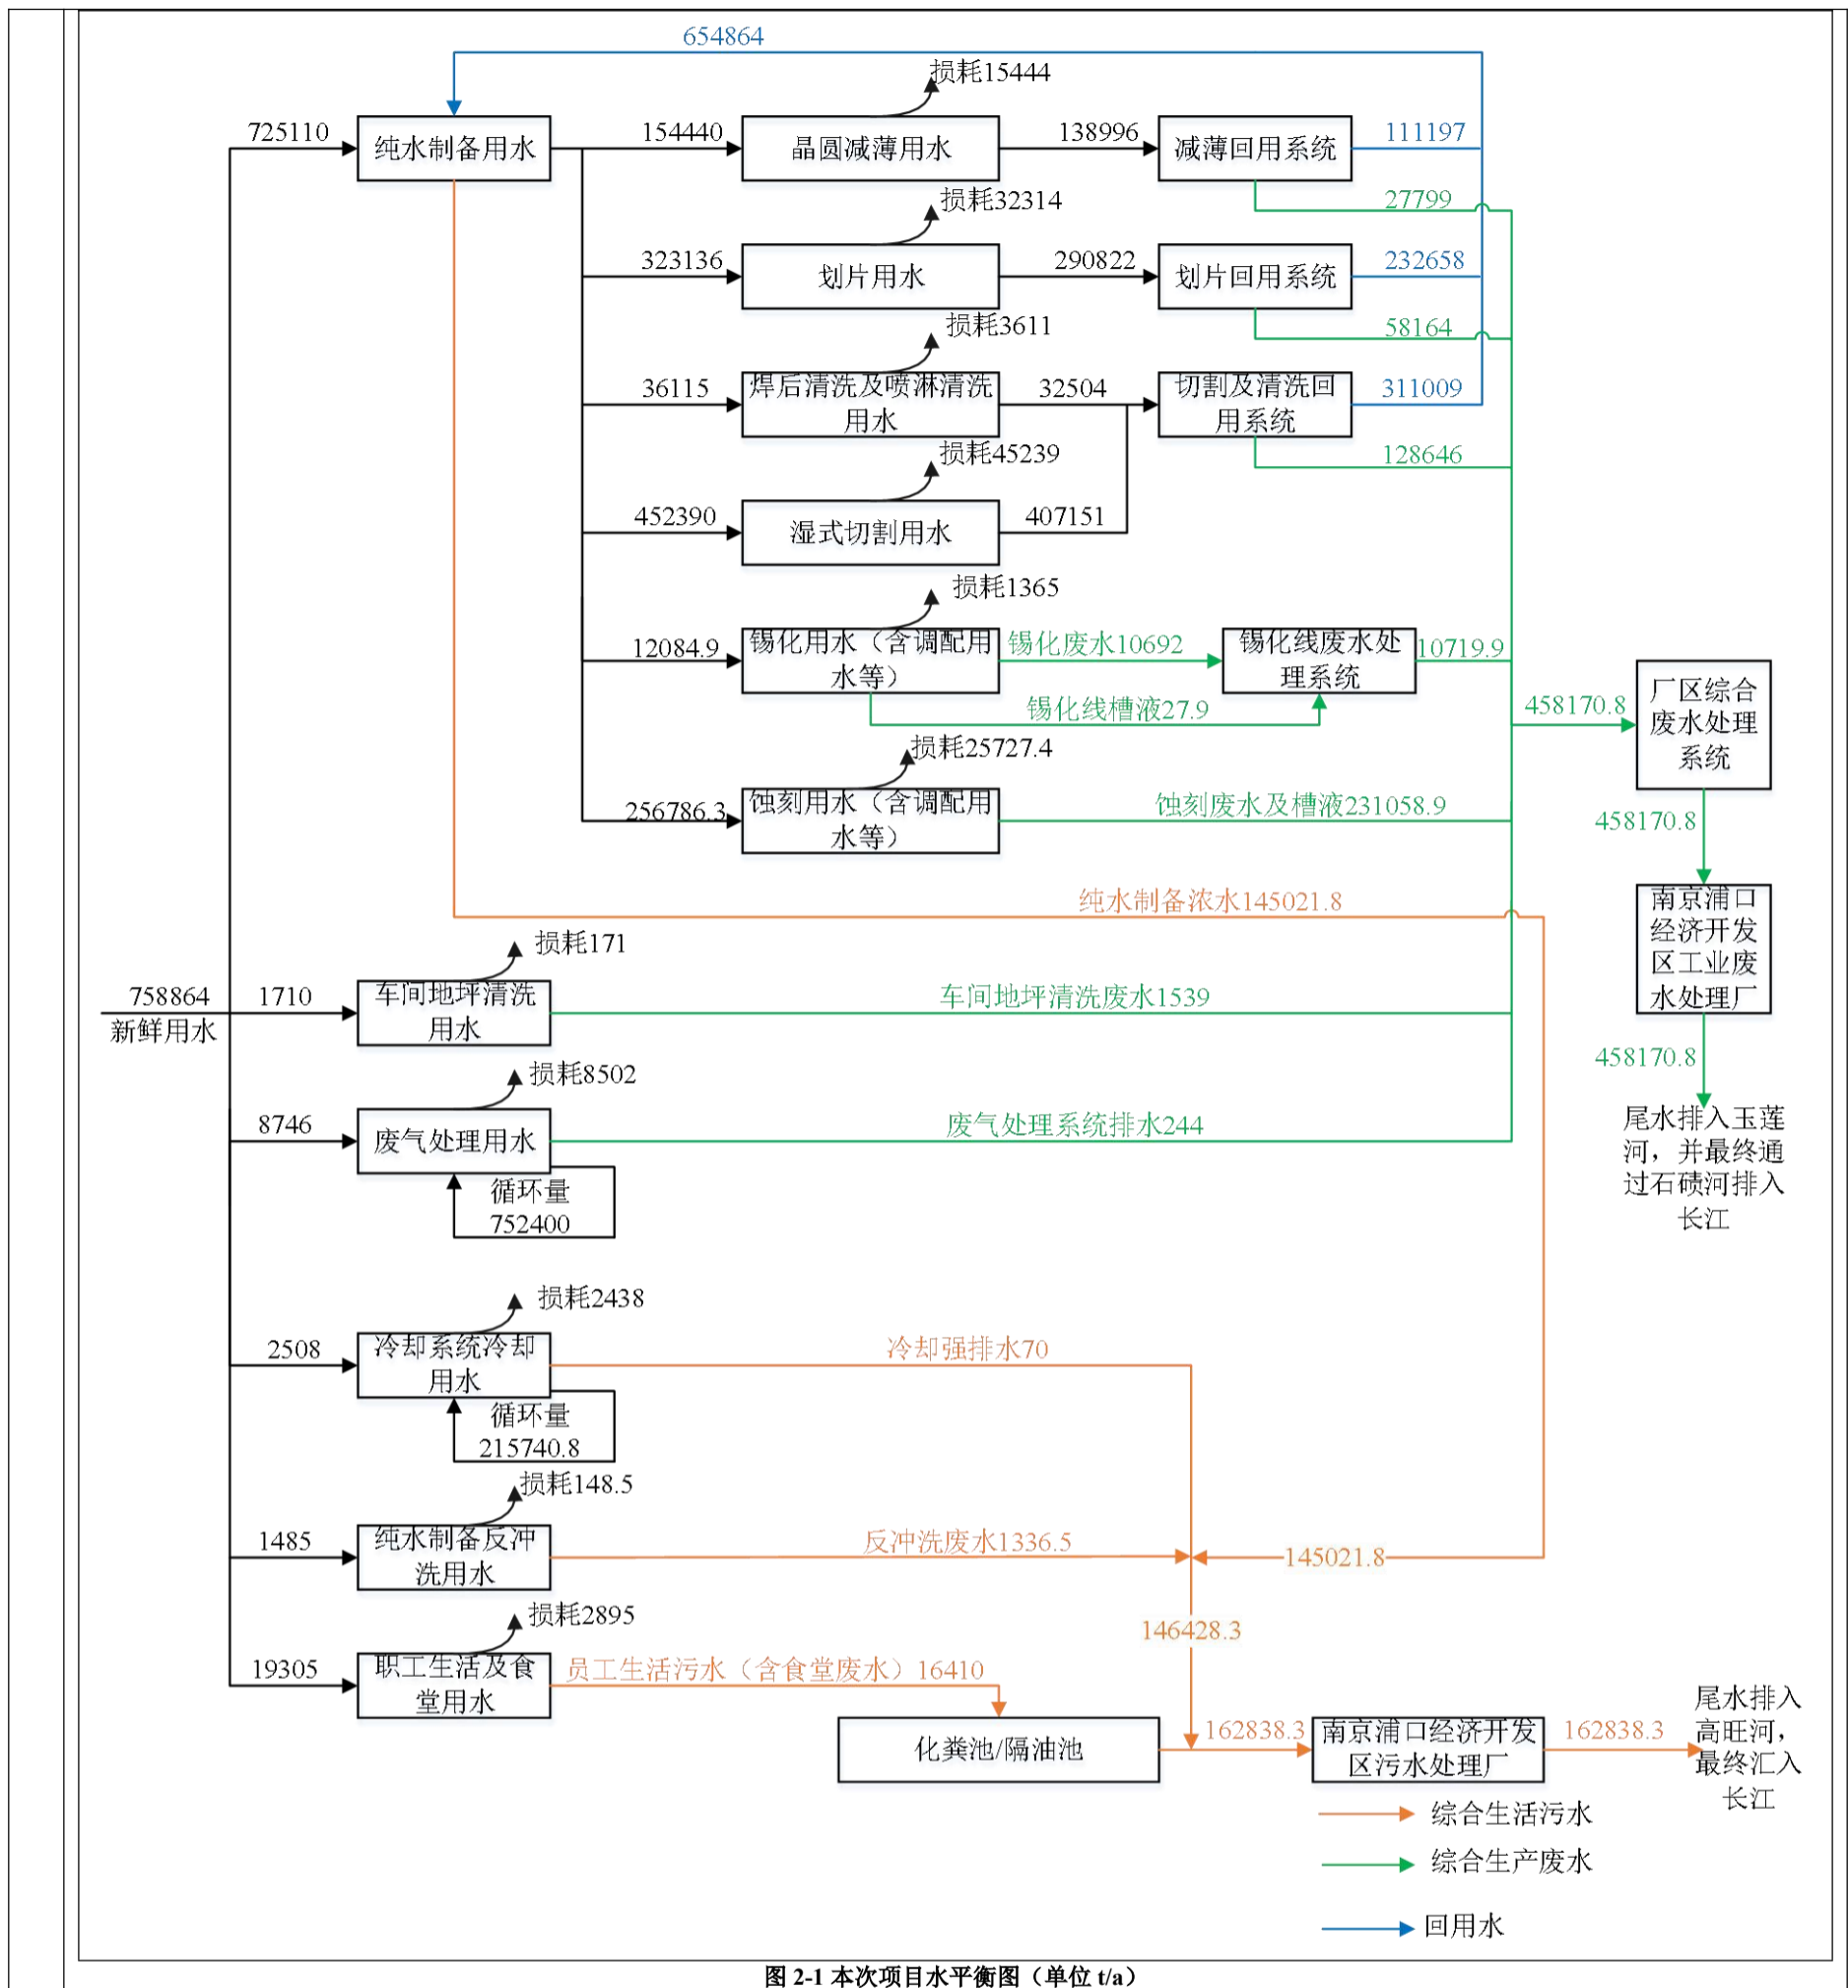 654864
损耗15444
725110
纯水制备用水
154440
晶圆减薄用水
138996
减薄回用系统
111197
27799
损耗32314
323136
划片用水
290822
划片回用系统
232658
58164
损耗3611
36115
焊后清洗及喷淋清洗
用水
32504
切割及清洗回
用系统
311009
128646
损耗45239
452390
湿式切割用水
407151
损耗1365
12084.9
锡化用水（含调配用
水等）
锡化废水10692
锡化线槽液27.9
锡化线废水处
理系统
10719.9
458170.8
厂区综合
废水处理
系统
损耗25727.4
256786.3
蚀刻用水（含调配用
水等）
蚀刻废水及槽液231058.9
458170.8
南京浦口
经济开发
区工业废
水处理厂
458170.8
尾水排入玉莲
河，并最终通
过石碛河排入
长江
纯水制备浓水145021.8
758864
新鲜用水
损耗171
1710
车间地坪清洗
用水
车间地坪清洗废水1539
损耗8502
8746
废气处理用水
废气处理系统排水244
循环量
752400
损耗2438
2508
冷却系统冷却
用水
冷却强排水70
循环量
215740.8
损耗148.5
1485
纯水制备反冲
洗用水
反冲洗废水1336.5
145021.8
146428.3
损耗2895
19305
职工生活及食
堂用水
员工生活污水（含食堂废水）16410
化粪池/隔油池
162838.3
南京浦口经济开发
区污水处理厂
162838.3
尾水排入
高旺河，
最终汇入
长江
综合生活污水
综合生产废水
回用水
图 2-1 本次项目水平衡图（单位 t/a）